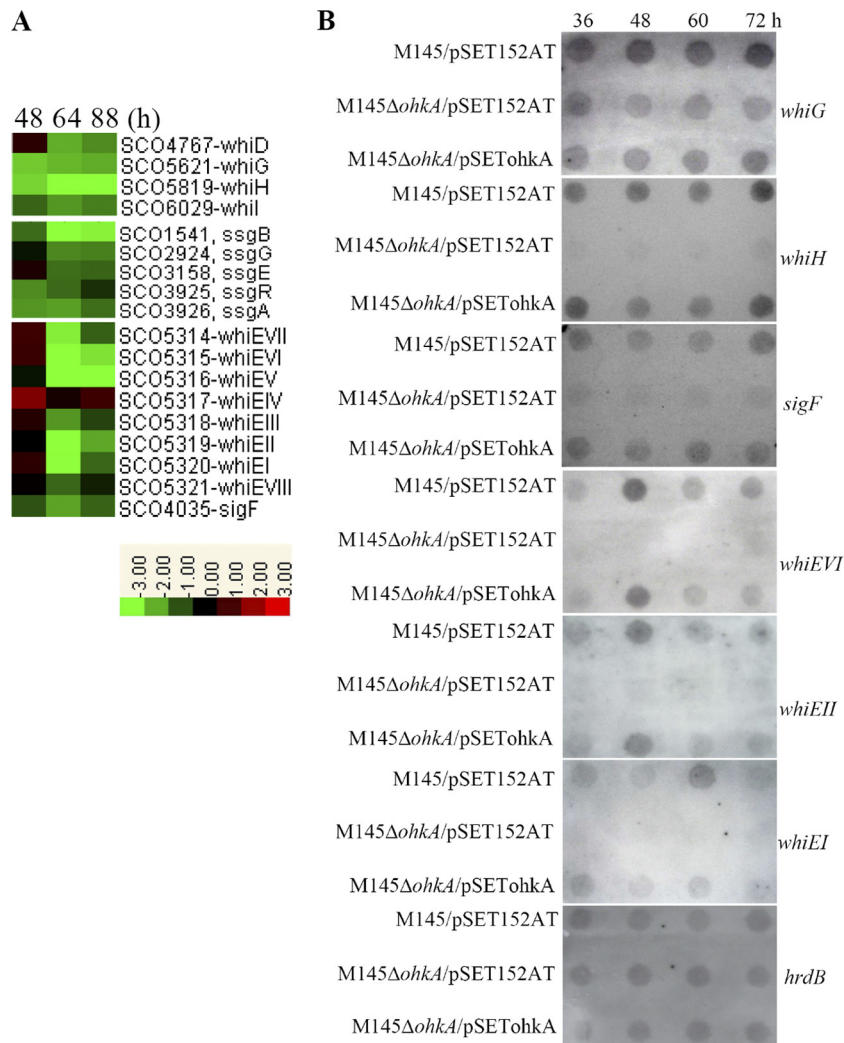 A
48 64 88 (h)
SCO4767-whiD
SCO5621-whiG
SCO5819-whiH
SCO6029-whiI
SCO1541, ssgB
SCO2924, ssgG
SCO3158, ssgE
SCO3925, ssgR
SCO3926, ssgA
SCO5314-whiEVII
SCO5315-whiEVI
SCO5316-whiEV
SCO5317-whiEIV
SCO5318-whiEIII
SCO5319-whiEII
SCO5320-whiEI
SCO5321-whiEVIII
SCO4035-sigF
-3.00 -2.00 -1.00 0.00 1.00 2.00 3.00
B
36 48 60 72 h
M145/pSET152AT
M145ΔohkA/pSET152AT
whiG
M145ΔohkA/pSETohkA
M145/pSET152AT
M145ΔohkA/pSET152AT
whiH
M145ΔohkA/pSETohkA
M145/pSET152AT
M145ΔohkA/pSET152AT
sigF
M145ΔohkA/pSETohkA
M145/pSET152AT
M145ΔohkA/pSET152AT
whiEVI
M145ΔohkA/pSETohkA
M145/pSET152AT
M145ΔohkA/pSET152AT
whiEII
M145ΔohkA/pSETohkA
M145/pSET152AT
M145ΔohkA/pSET152AT
whiEI
M145ΔohkA/pSETohkA
M145/pSET152AT
M145ΔohkA/pSET152AT
hrdB
M145ΔohkA/pSETohkA